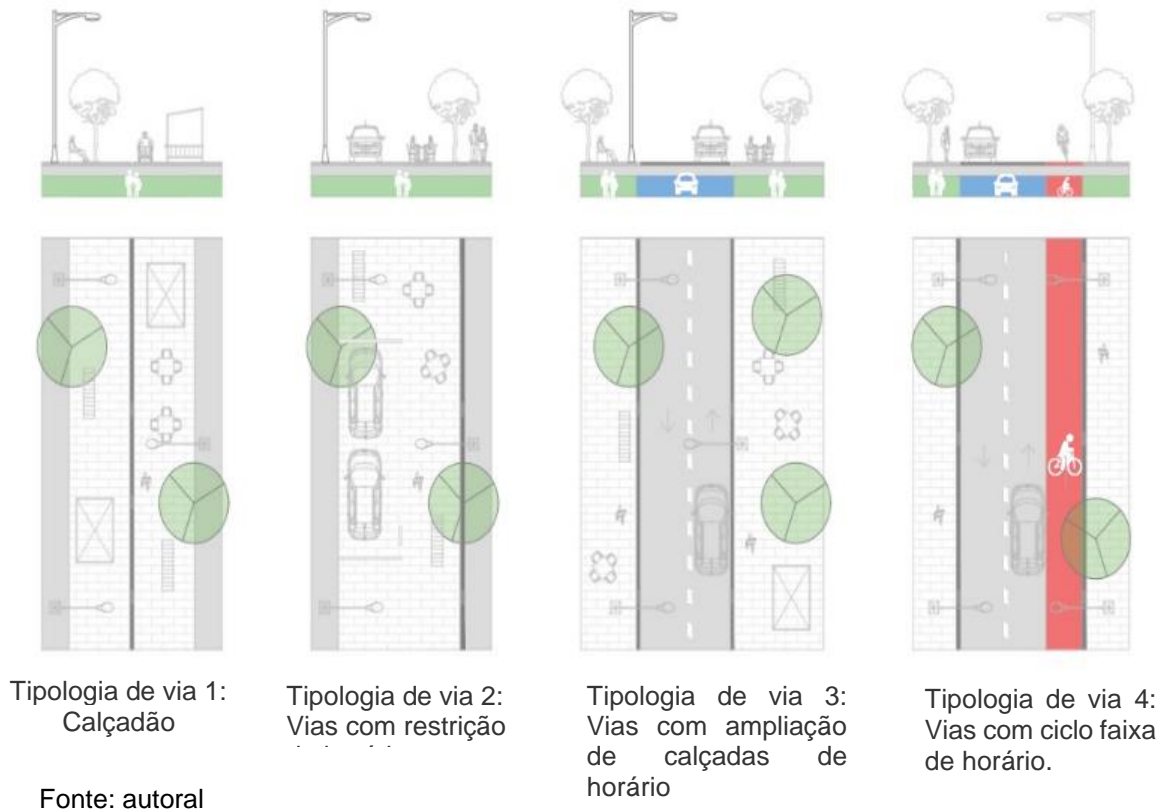 Tipologia de via 1:
Calçadão
Tipologia de via 2:
Vias com restrição
Tipologia de via 3:
Vias com ampliação
de calçadas de
horário
Tipologia de via 4:
Vias com ciclo faixa
de horário.
Fonte: autoral